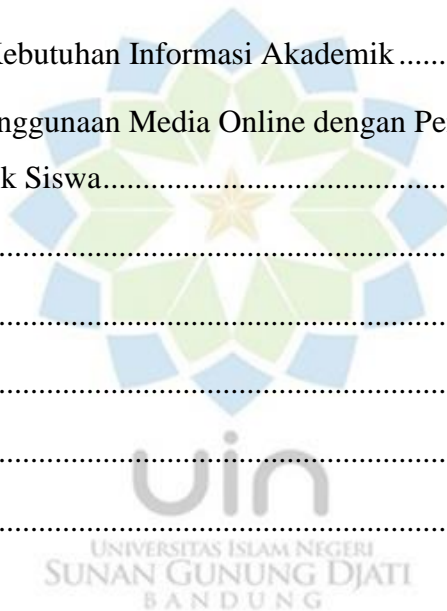 Kebutuhan Informasi Akademik ......
nggunaan Media Online dengan Pe
k Siswa...........................................
........................................................
........................................................
........................................................
........................................................
........................................................
uin
UNIVERSITAS ISLAM NEGERI
SUNAN GUNUNG DJATI
BANDUNG